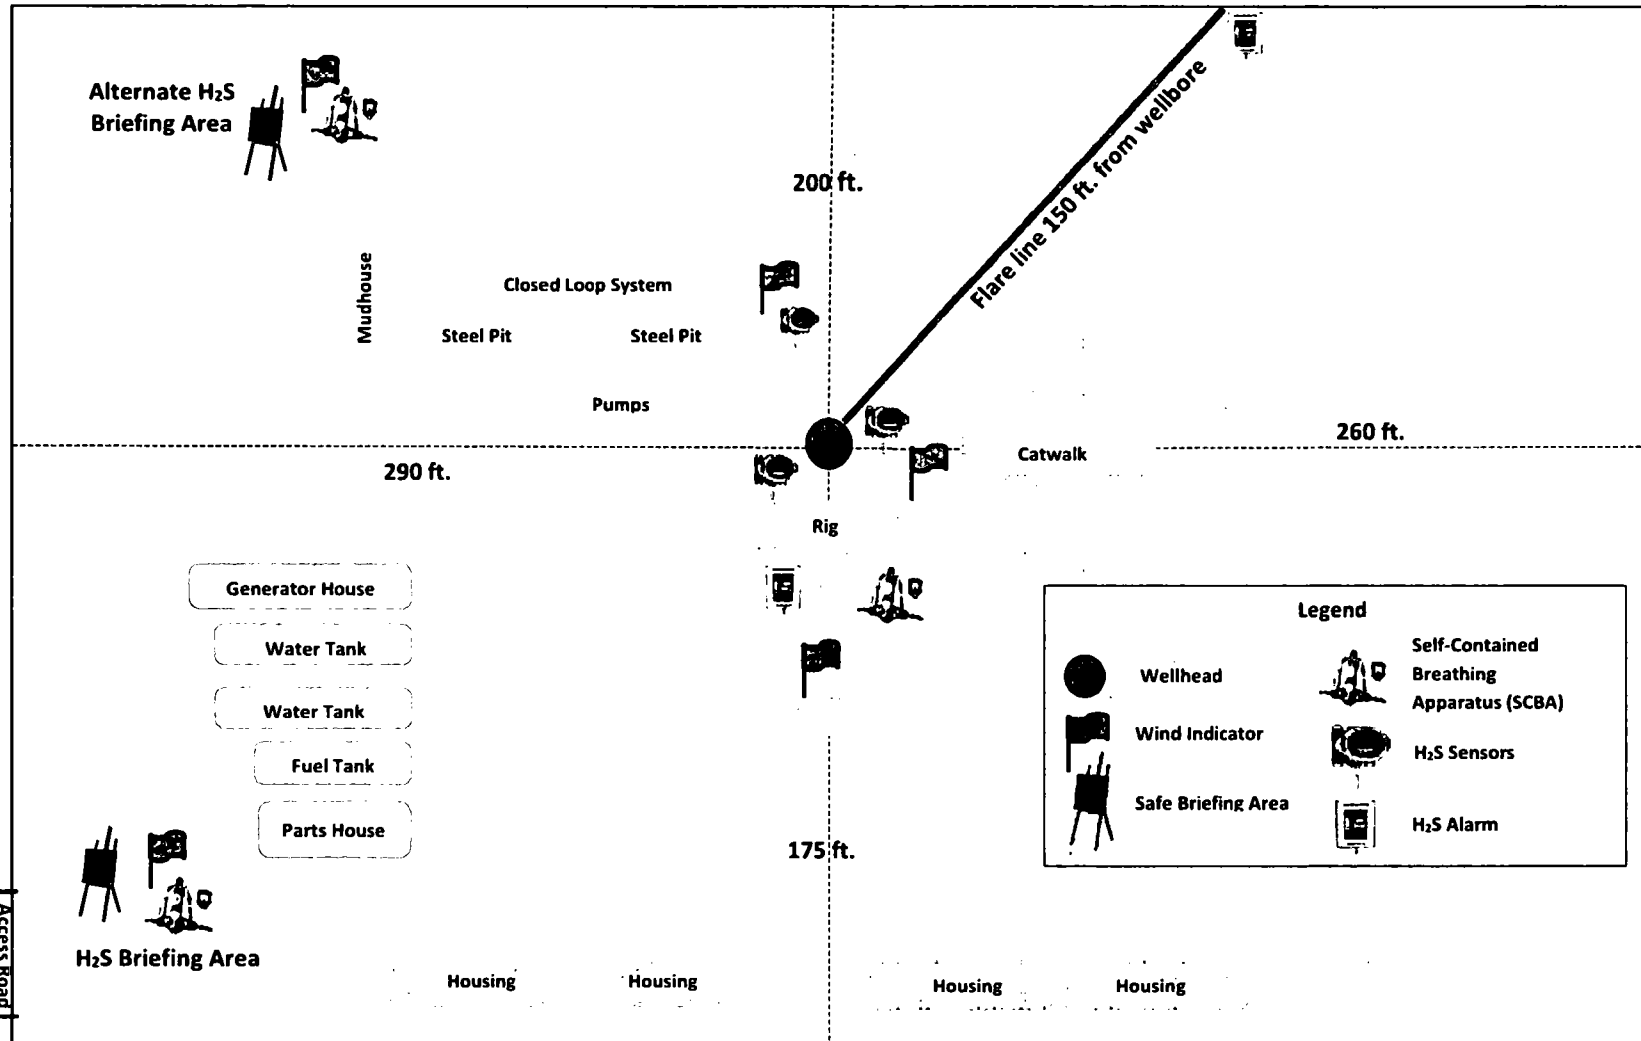 Alternate H₂S
Briefing Area
200 ft.
Flare line 150 ft. from wellbore
Mudhouse
Closed Loop System
Steel Pit
Steel Pit
Pumps
290 ft.
260 ft.
Catwalk
Rig
Generator House
Water Tank
Water Tank
Fuel Tank
Parts House
175 ft.
Legend
Wellhead
Wind Indicator
Safe Briefing Area
Self-Contained
Breathing
Apparatus (SCBA)
H₂S Sensors
H₂S Alarm
Access Road
H₂S Briefing Area
Housing
Housing
Housing
Housing